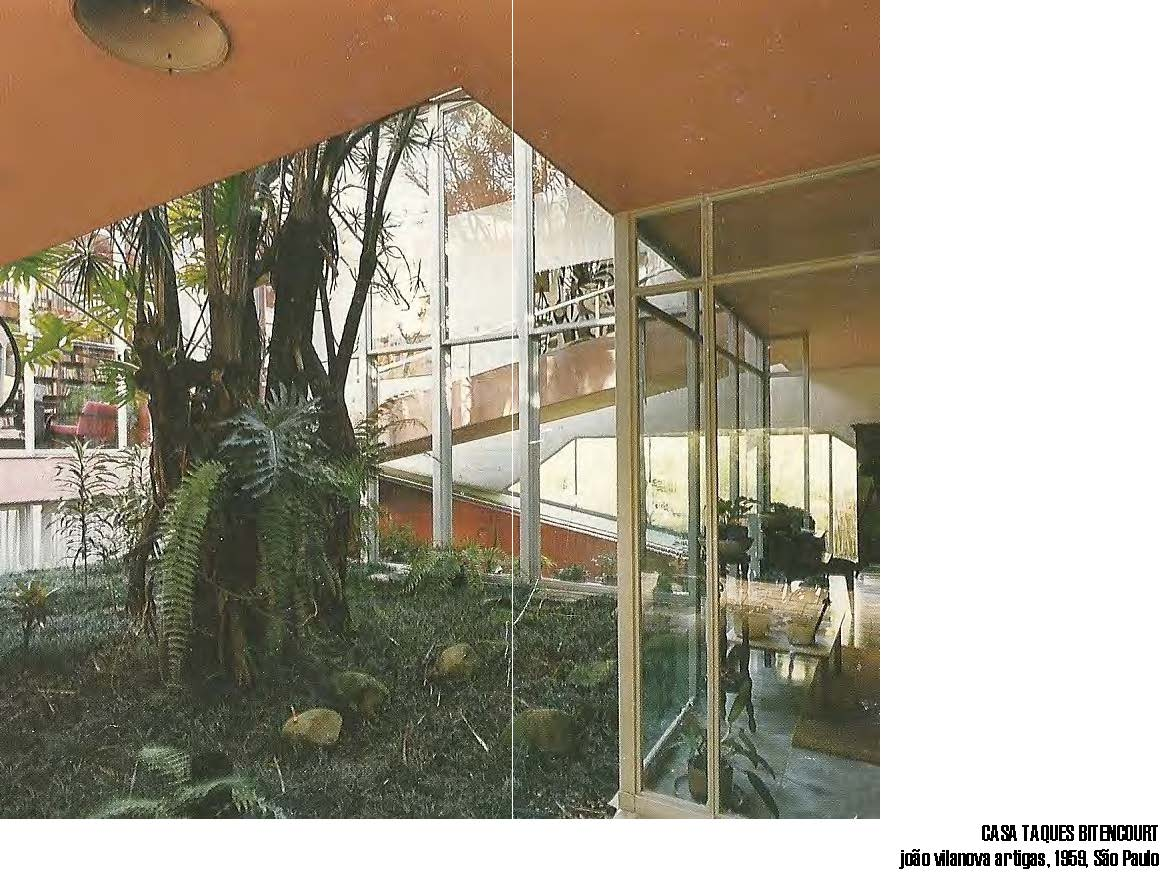 CASA TAQUES BITENCOURT
joão vilanova artigas, 1959, São Paulo